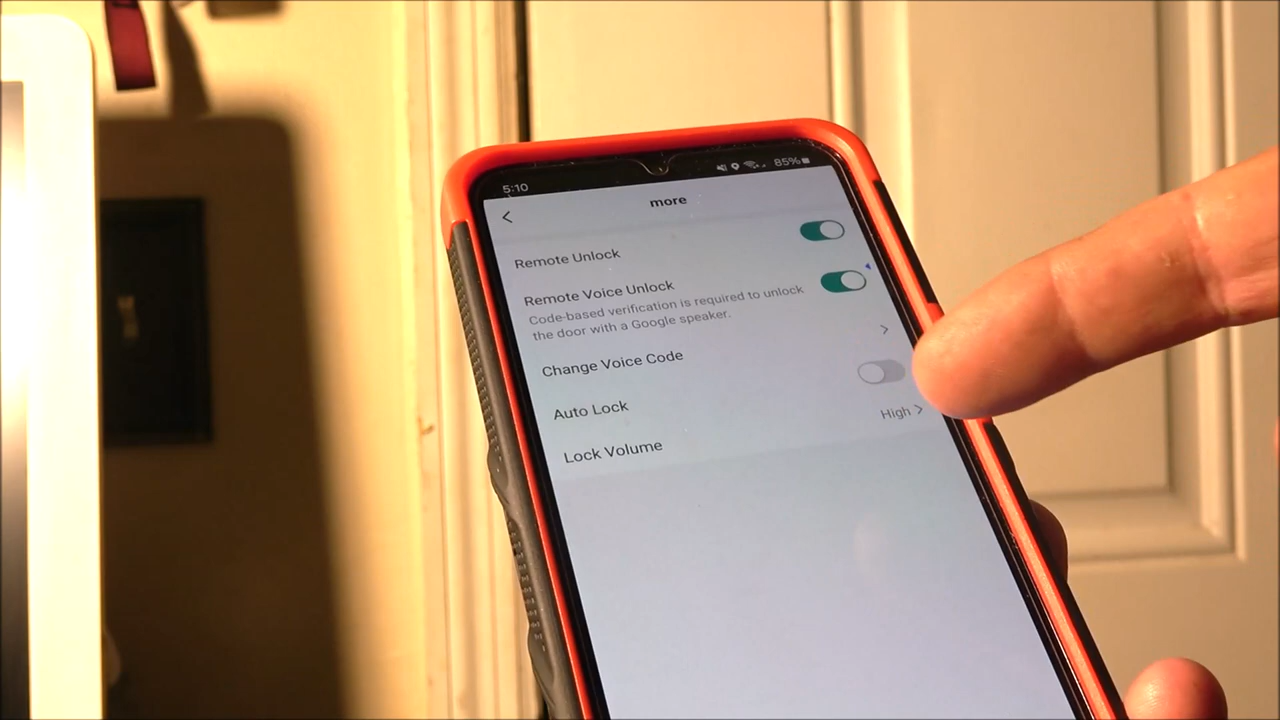 5:10 85%
more
Remote Unlock
Remote Voice Unlock
Code-based verification is required to unlock
the door with a Google speaker.
Change Voice Code
Auto Lock
Lock Volume High